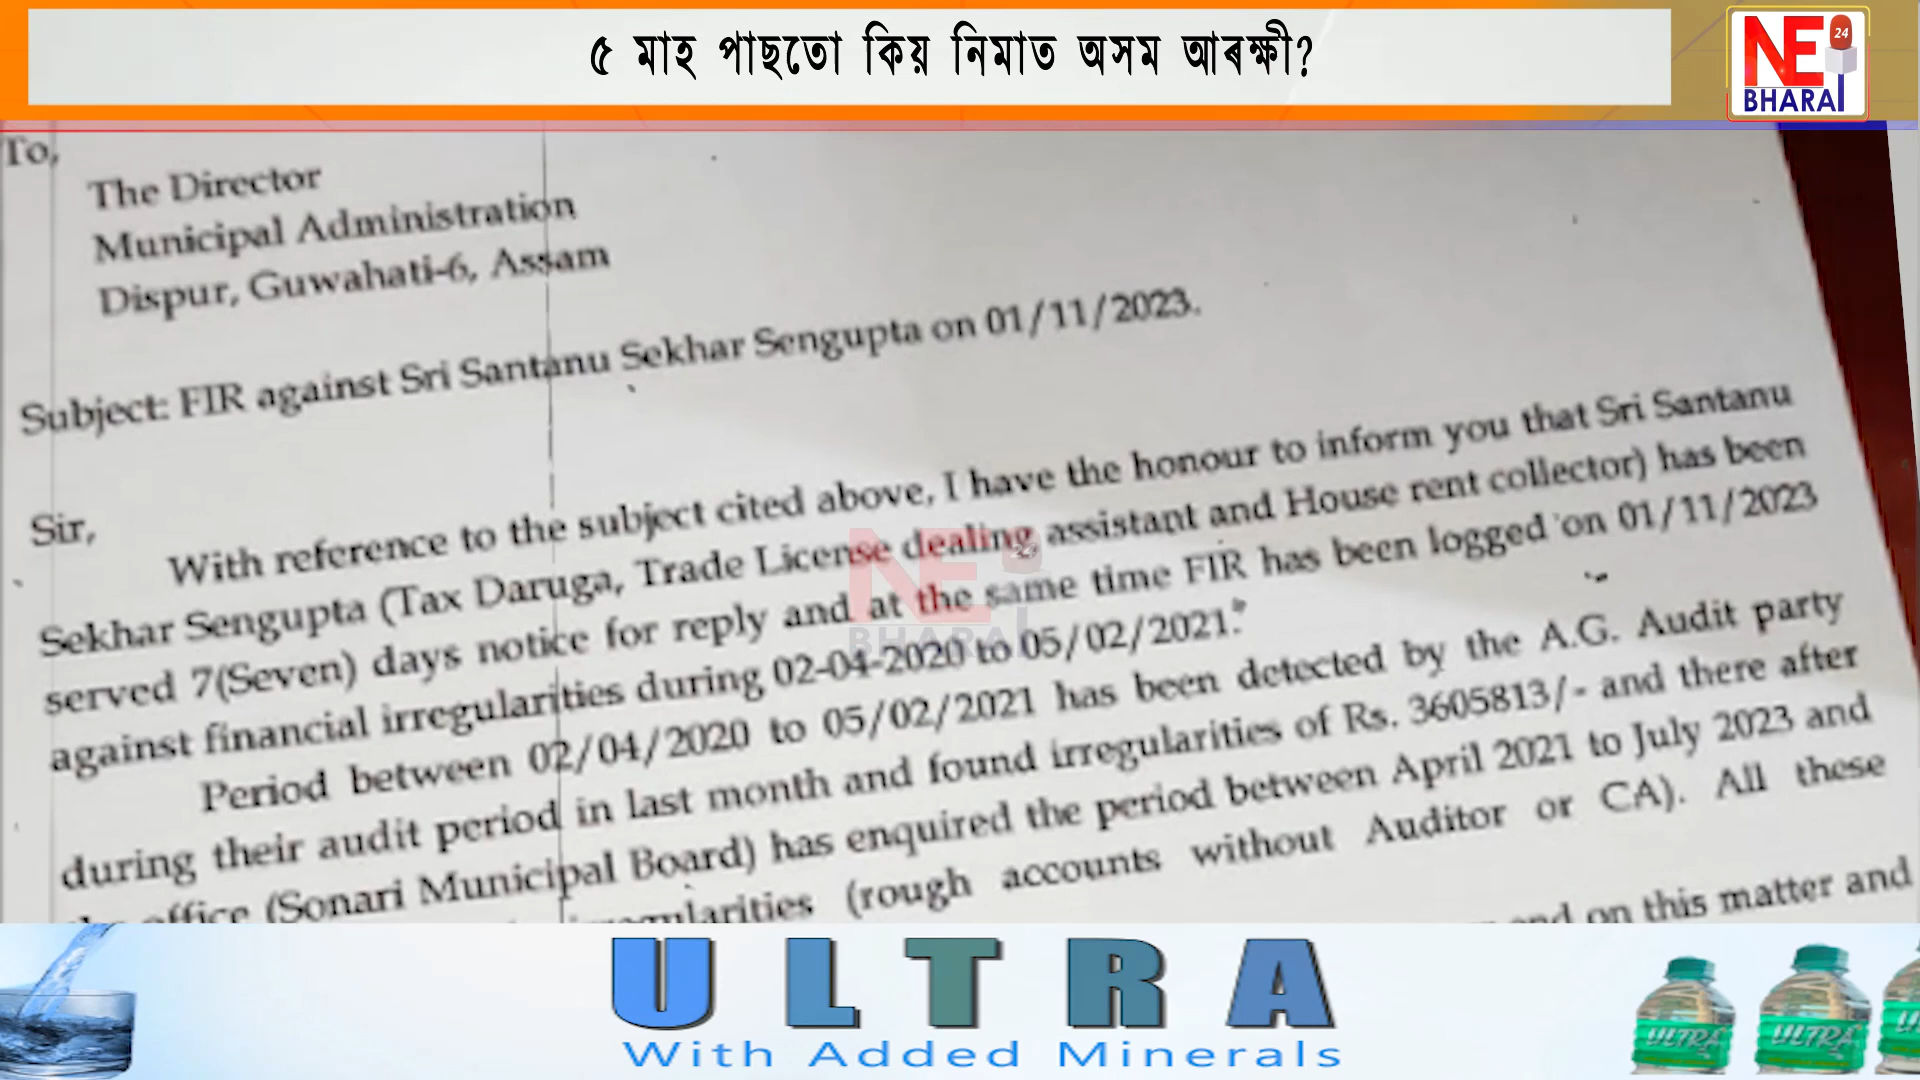 ৫ মাহ পাছতো কিয় নিমাত অসম আৰক্ষী?
NE 24
BHARAT
To,
The Director
Municipal Administration
Dispur, Guwahati-6, Assam
Subject: FIR against Sri Santanu Sekhar Sengupta on 01/11/2023.
Sir,
With reference to the subject cited above, I have the honour to inform you that Sri Santanu
Sekhar Sengupta (Tax Daruga, Trade License dealing assistant and House rent collector) has been
served 7(Seven) days notice for reply and at the same time FIR has been logged on 01/11/2023
against financial irregularities during 02-04-2020 to 05/02/2021.
Period between 02/04/2020 to 05/02/2021 has been detected by the A.G. Audit party
during their audit period in last month and found irregularities of Rs. 3605813/- and there after
office (Sonari Municipal Board) has enquired the period between April 2021 to July 2023 and
(rough accounts without Auditor or CA). All these
on this matter and
NE 24
BHARAT
ULTRA
With Added Minerals
ULTRA
ULTRA